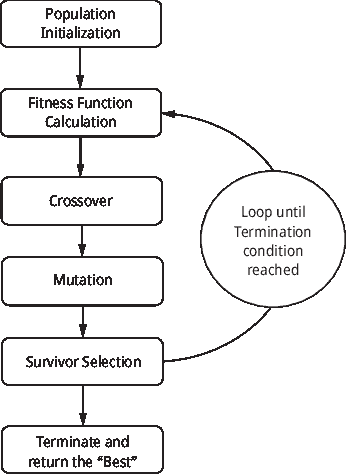 Population
Initialization
Fitness Function
Calculation
Crossover
Loop until
Termination
condition
reached
Mutation
Survivor Selection
Terminate and
return the “Best”